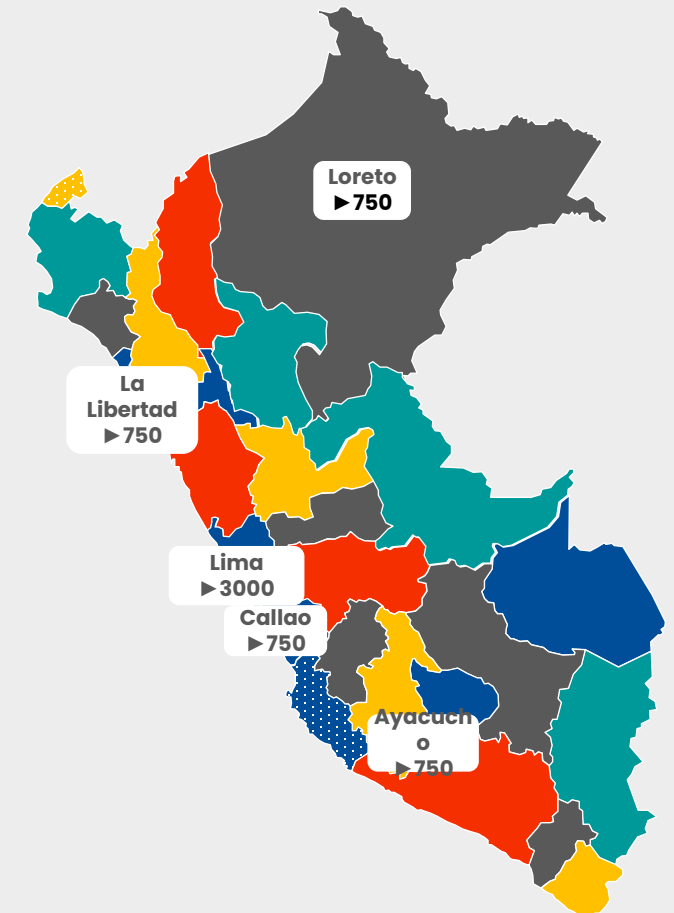 Loreto
▶750
La
Libertad
▶750
Lima
▶3000
Callao
▶750
Ayacuch
o
▶750